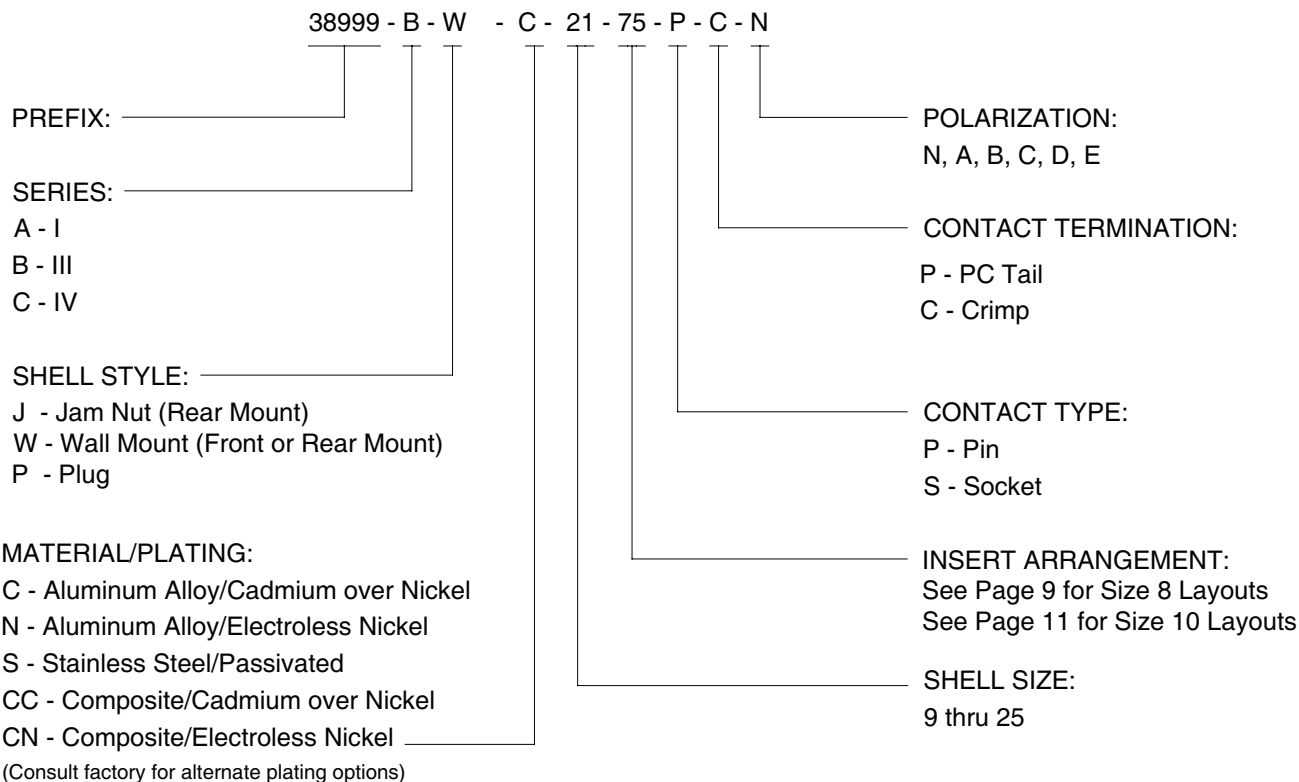 38999 - B - W - C - 21 - 75 - P - C - N
PREFIX:
SERIES:
A - I
B - III
C - IV
SHELL STYLE:
J - Jam Nut (Rear Mount)
W - Wall Mount (Front or Rear Mount)
P - Plug
MATERIAL/PLATING:
C - Aluminum Alloy/Cadmium over Nickel
N - Aluminum Alloy/Electroless Nickel
S - Stainless Steel/Passivated
CC - Composite/Cadmium over Nickel
CN - Composite/Electroless Nickel
(Consult factory for alternate plating options)
POLARIZATION:
N, A, B, C, D, E
CONTACT TERMINATION:
P - PC Tail
C - Crimp
CONTACT TYPE:
P - Pin
S - Socket
INSERT ARRANGEMENT:
See Page 9 for Size 8 Layouts
See Page 11 for Size 10 Layouts
SHELL SIZE:
9 thru 25